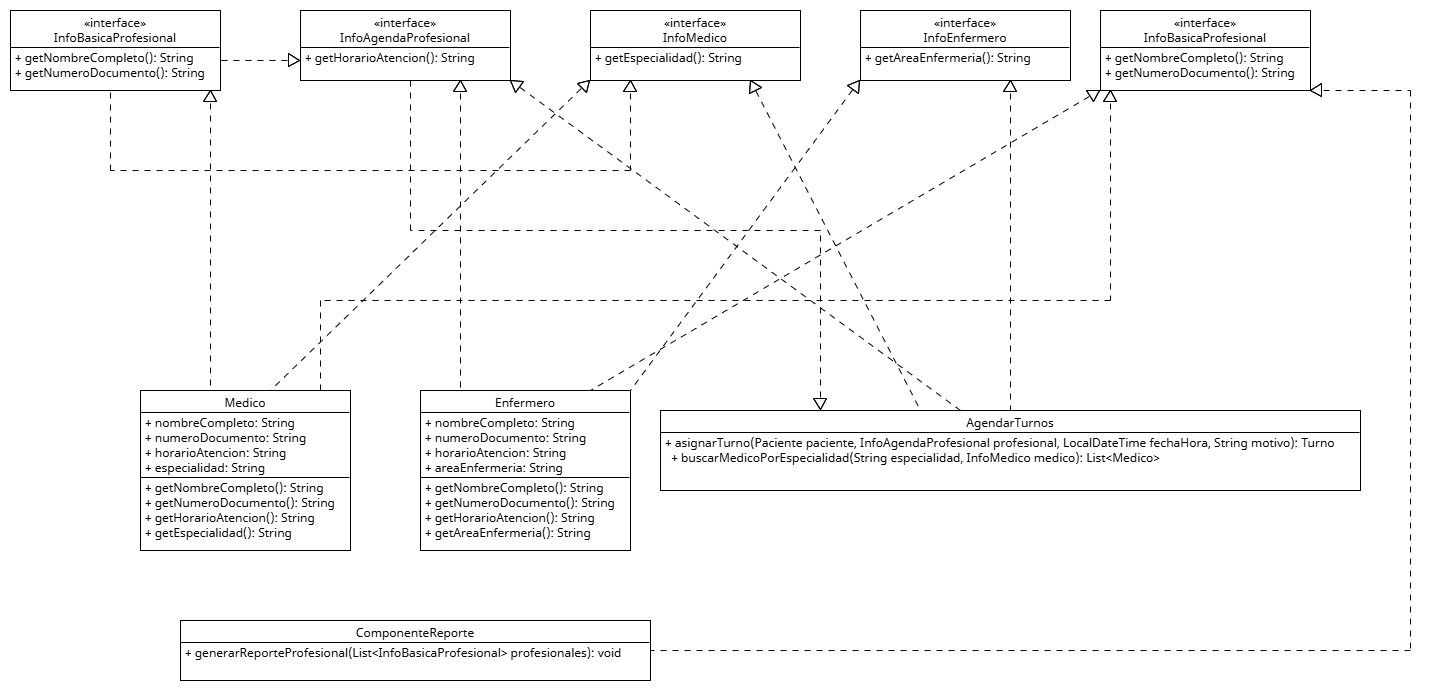 «interface»
InfoBasicaProfesional
+ getNombreCompleto(): String
+ getNumeroDocumento(): String
«interface»
InfoAgendaProfesional
+ getHorarioAtencion(): String
«interface»
InfoMedico
+ getEspecialidad(): String
«interface»
InfoEnfermero
+ getAreaEnfermeria(): String
«interface»
InfoBasicaProfesional
+ getNombreCompleto(): String
+ getNumeroDocumento(): String
Medico
+ nombreCompleto: String
+ numeroDocumento: String
+ horarioAtencion: String
+ especialidad: String
+ getNombreCompleto(): String
+ getNumeroDocumento(): String
+ getHorarioAtencion(): String
+ getEspecialidad(): String
Enfermero
+ nombreCompleto: String
+ numeroDocumento: String
+ horarioAtencion: String
+ areaEnfermeria: String
+ getNombreCompleto(): String
+ getNumeroDocumento(): String
+ getHorarioAtencion(): String
+ getAreaEnfermeria(): String
AgendarTurnos
+ asignarTurno(Paciente paciente, InfoAgendaProfesional profesional, LocalDateTime fechaHora, String motivo): Turno
+ buscarMedicoPorEspecialidad(String especialidad, InfoMedico medico): List<Medico>
ComponenteReporte
+ generarReporteProfesional(List<InfoBasicaProfesional> profesionales): void